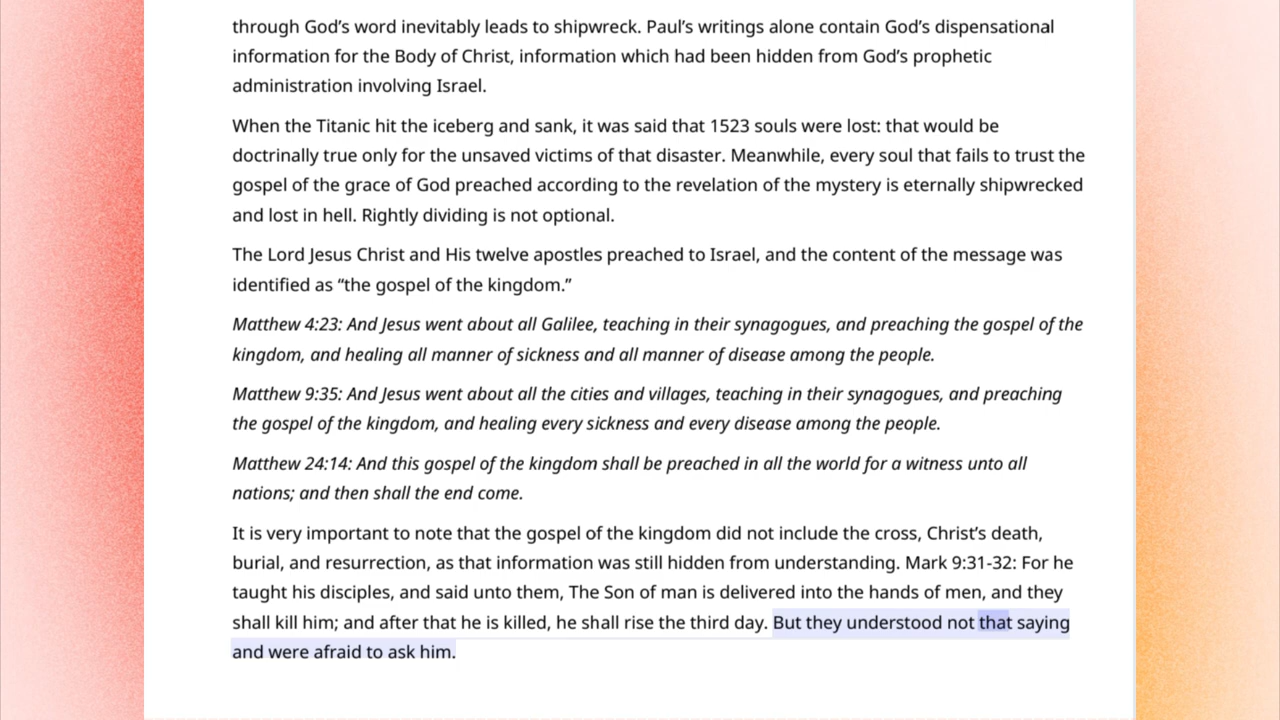 through God’s word inevitably leads to shipwreck. Paul’s writings alone contain God’s dispensational
information for the Body of Christ, information which had been hidden from God’s prophetic
administration involving Israel.
When the Titanic hit the iceberg and sank, it was said that 1523 souls were lost: that would be
doctrinally true only for the unsaved victims of that disaster. Meanwhile, every soul that fails to trust the
gospel of the grace of God preached according to the revelation of the mystery is eternally shipwrecked
and lost in hell. Rightly dividing is not optional.
The Lord Jesus Christ and His twelve apostles preached to Israel, and the content of the message was
identified as “the gospel of the kingdom.”
Matthew 4:23: And Jesus went about all Galilee, teaching in their synagogues, and preaching the gospel of the
kingdom, and healing all manner of sickness and all manner of disease among the people.
Matthew 9:35: And Jesus went about all the cities and villages, teaching in their synagogues, and preaching
the gospel of the kingdom, and healing every sickness and every disease among the people.
Matthew 24:14: And this gospel of the kingdom shall be preached in all the world for a witness unto all
nations; and then shall the end come.
It is very important to note that the gospel of the kingdom did not include the cross, Christ’s death,
burial, and resurrection, as that information was still hidden from understanding. Mark 9:31-32: For he
taught his disciples, and said unto them, The Son of man is delivered into the hands of men, and they
shall kill him; and after that he is killed, he shall rise the third day. But they understood not that saying
and were afraid to ask him.